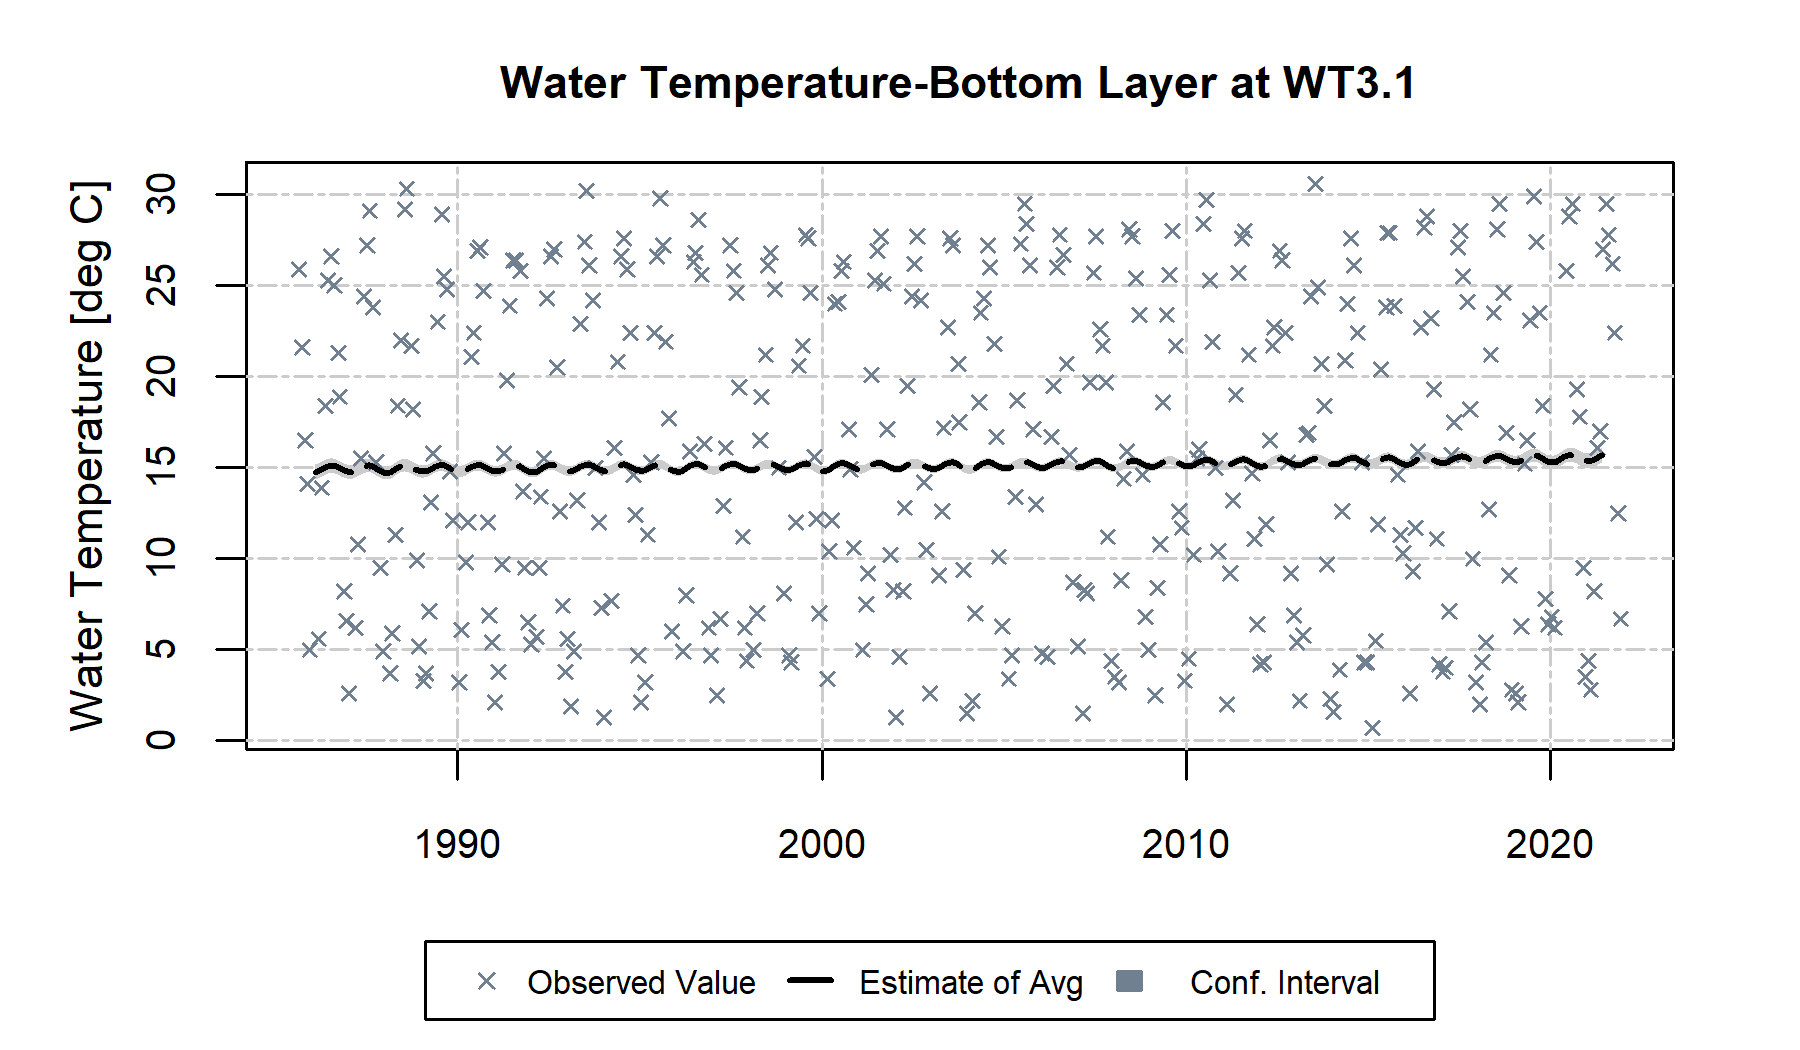 Water Temperature-Bottom Layer at WT3.1
Water Temperature [deg C]
30
25
20
15
10
5
0
1990 2000 2010 2020
Observed Value Estimate of Avg Conf. Interval